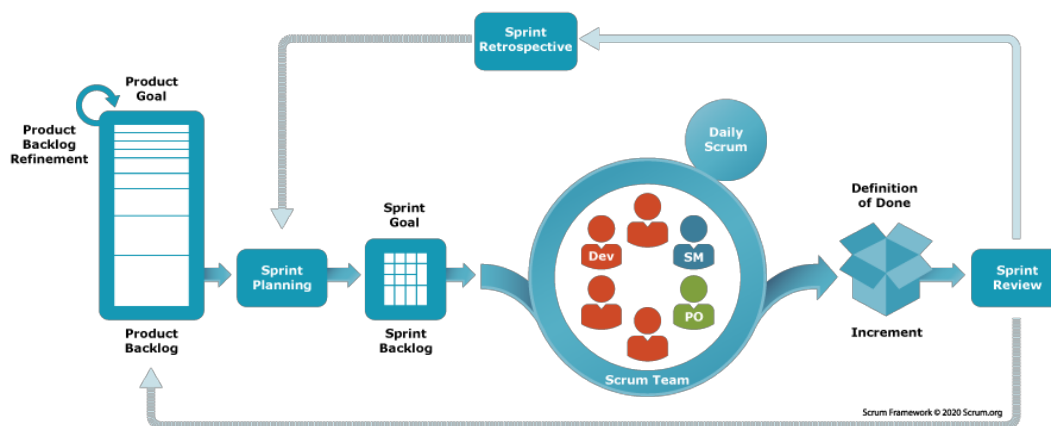 Sprint
Retrospective
Product
Goal
Product
Backlog
Refinement
Daily
Scrum
Definition
of Done
Sprint
Goal
Dev
SM
Sprint
Planning
Sprint
Review
PO
Product
Backlog
Sprint
Backlog
Increment
Scrum Team
Scrum Framework © 2020 Scrum.org